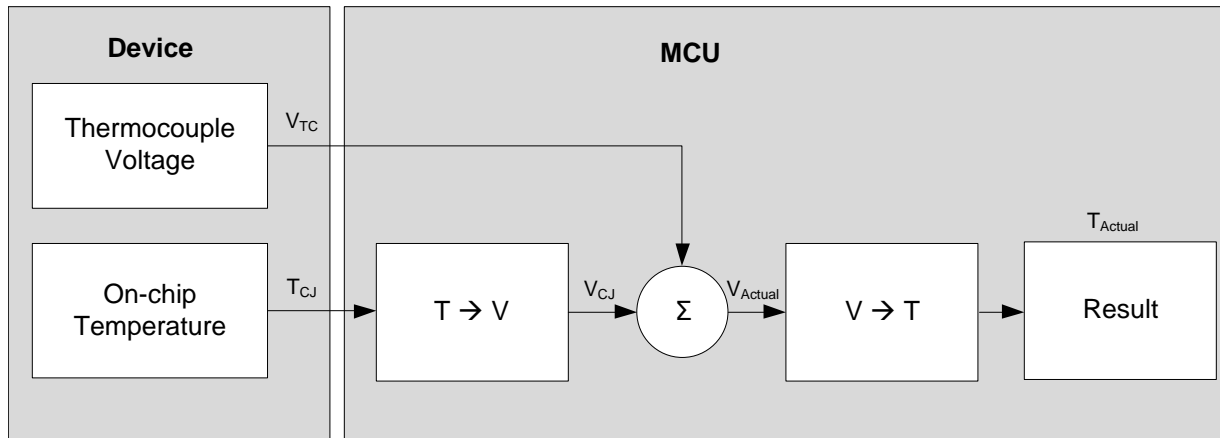 Device
MCU
Thermocouple
Voltage
V_TC
On-chip
Temperature
T_CJ
T → V
V_CJ
Σ
V_Actual
V → T
T_Actual
Result